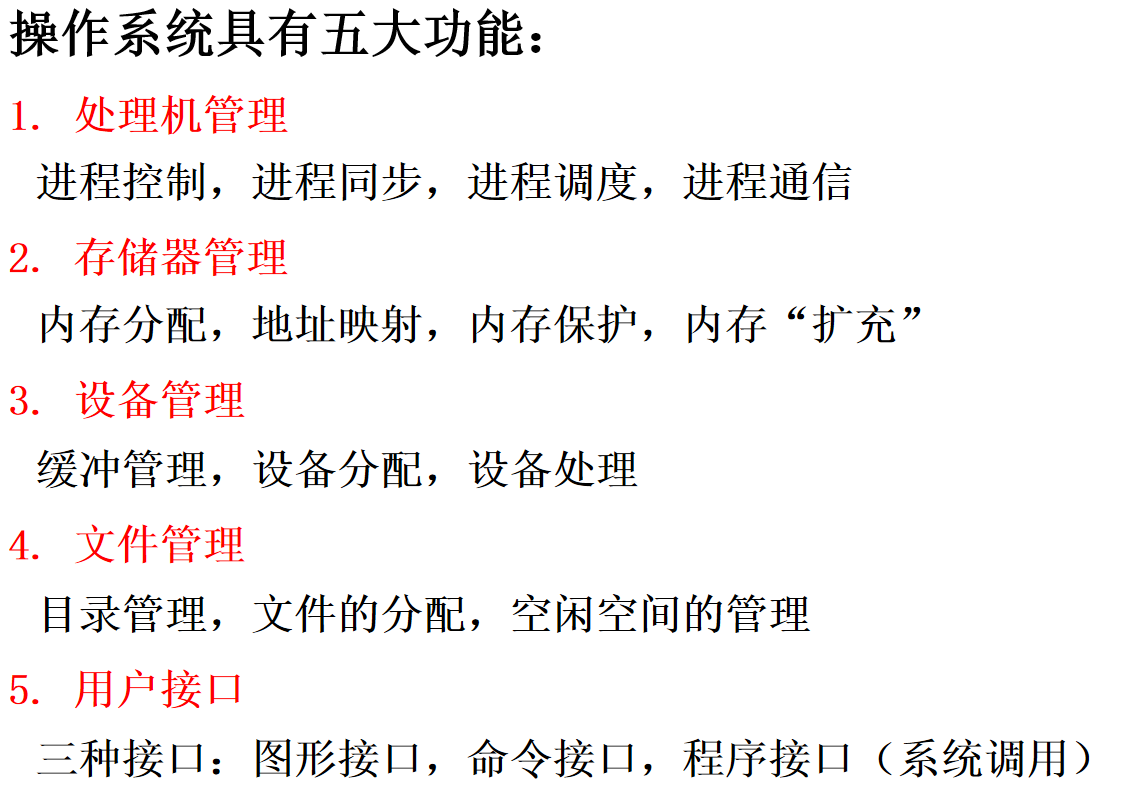 操作系统具有五大功能：
1. 处理机管理
进程控制，进程同步，进程调度，进程通信
2. 存储器管理
内存分配，地址映射，内存保护，内存“扩充”
3. 设备管理
缓冲管理，设备分配，设备处理
4. 文件管理
目录管理，文件的分配，空闲空间的管理
5. 用户接口
三种接口：图形接口，命令接口，程序接口（系统调用）